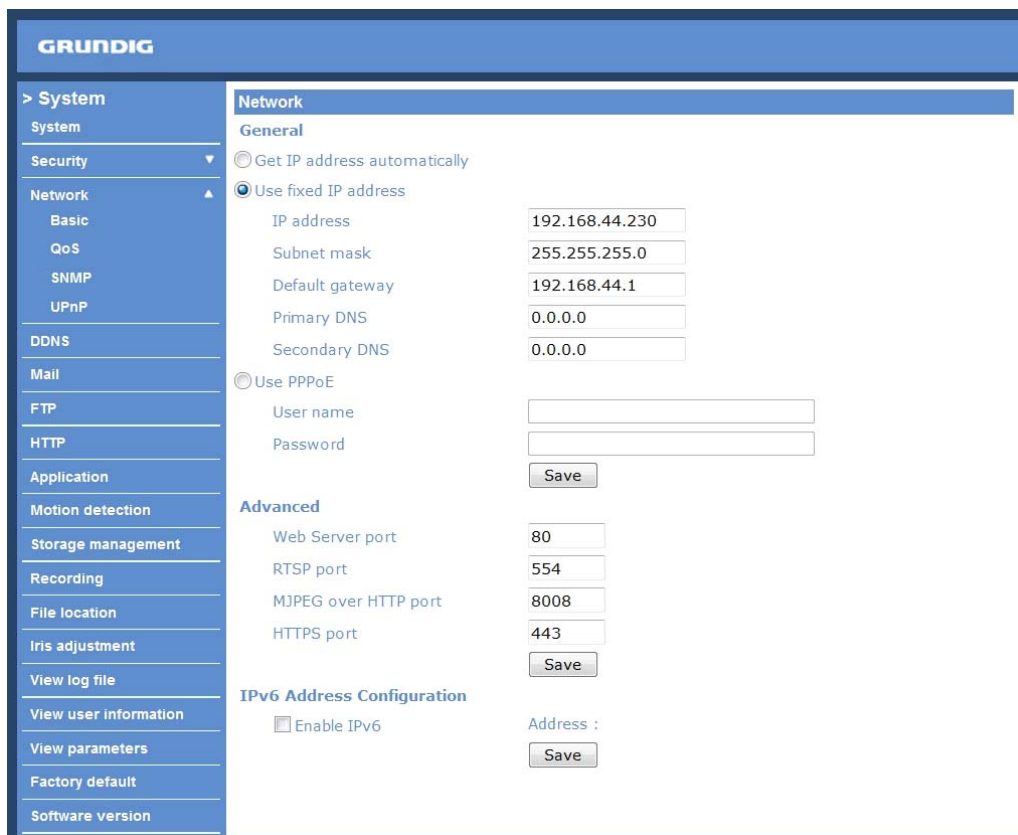 GRUNDIG
> System
System
Security
Network
Basic
QoS
SNMP
UPnP
DDNS
Mail
FTP
HTTP
Application
Motion detection
Storage management
Recording
File location
Iris adjustment
View log file
View user information
View parameters
Factory default
Software version
Network
General
Get IP address automatically
Use fixed IP address
IP address 192.168.44.230
Subnet mask 255.255.255.0
Default gateway 192.168.44.1
Primary DNS 0.0.0.0
Secondary DNS 0.0.0.0
Use PPPoE
User name
Password
Save
Advanced
Web Server port 80
RTSP port 554
MJPEG over HTTP port 8008
HTTPS port 443
Save
IPv6 Address Configuration
Enable IPv6 Address :
Save